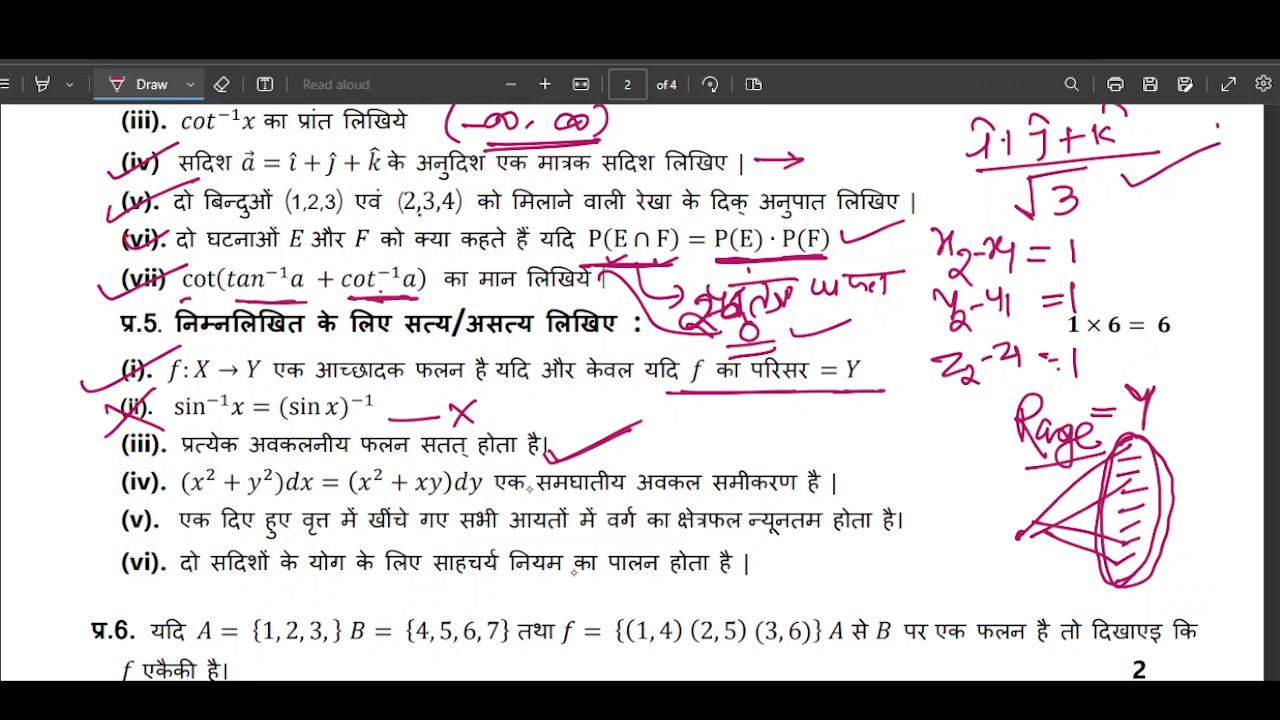 Draw
Read aloud
2 of 4
(iii). cot⁻¹x का प्रांत लिखिये (-∞, ∞)
(iv) सदिश a⃗ = î + ĵ + k̂ के अनुदिश एक मात्रक सदिश लिखिए | → î + ĵ + k̂ / √3
(v). दो बिन्दुओं (1,2,3) एवं (2,3,4) को मिलाने वाली रेखा के दिक् अनुपात लिखिए |
(vi) दो घटनाओं E और F को क्या कहते हैं यदि P(E ∩ F) = P(E) · P(F)
x₂-x₁ = 1
(vii) cot(tan⁻¹a + cot⁻¹a) का मान लिखिये।
स्वतंत्र
y₂-y₁ = 1
0
z₂-z₁ = 1
प्र.5. निम्नलिखित के लिए सत्य/असत्य लिखिए : 1 × 6 = 6
(i). f: X → Y एक आच्छादक फलन है यदि और केवल यदि f का परिसर = Y
Range = Y
(ii). sin⁻¹x = (sin x)⁻¹ — X
(iii). प्रत्येक अवकलनीय फलन सतत् होता है।
(iv). (x² + y²)dx = (x² + xy)dy एक समघातीय अवकल समीकरण है |
(v). एक दिए हुए वृत्त में खींचे गए सभी आयतों में वर्ग का क्षेत्रफल न्यूनतम होता है।
(vi). दो सदिशों के योग के लिए साहचर्य नियम का पालन होता है |
प्र.6. यदि A = {1, 2, 3, } B = {4, 5, 6, 7} तथा f = {(1, 4) (2, 5) (3, 6)} A से B पर एक फलन है तो दिखाएइ कि
f एकैकी है। 2